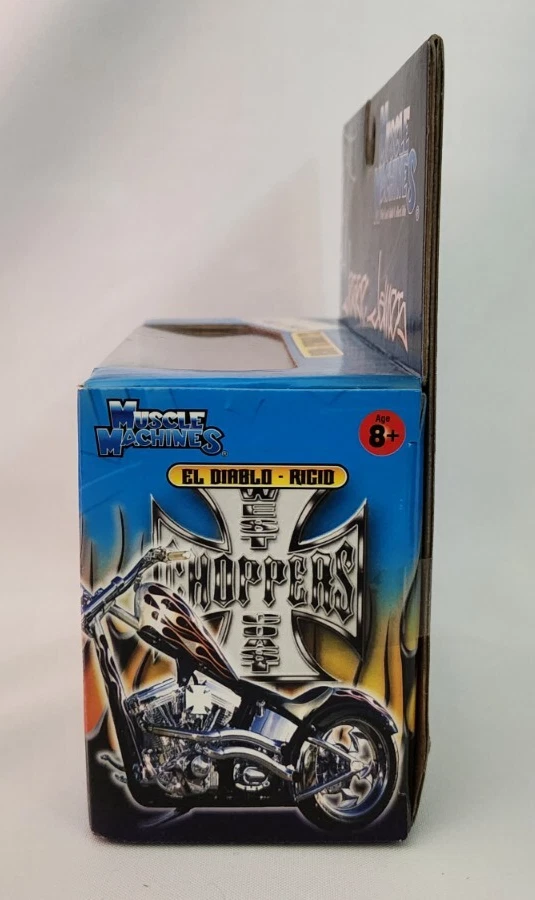 MUSCLE
MACHINES®
MUSCLE
MACHINES®
Age
8+
EL DIABLO - RIGID
WEST
CHOPPERS
COAST